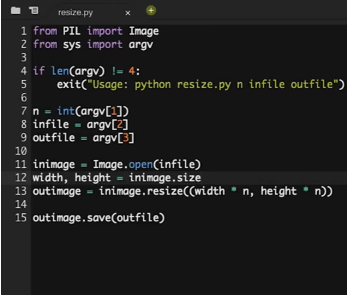 resize.py
1 from PIL import Image
2 from sys import argv
3
4 if len(argv) != 4:
5     exit("Usage: python resize.py n infile outfile")
6
7 n = int(argv[1])
8 infile = argv[2]
9 outfile = argv[3]
10
11 inimage = Image.open(infile)
12 width, height = inimage.size
13 outimage = inimage.resize((width * n, height * n))
14
15 outimage.save(outfile)